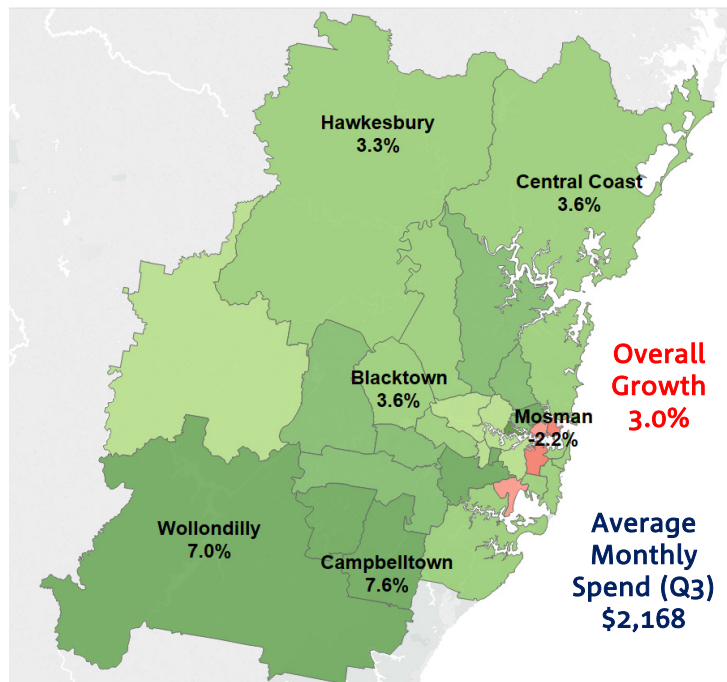 Hawkesbury
3.3%
Central Coast
3.6%
Overall
Growth
3.0%
Blacktown
3.6%
Mosman
-2.2%
Wollondilly
7.0%
Campbelltown
7.6%
Average
Monthly
Spend (Q3)
$2,168